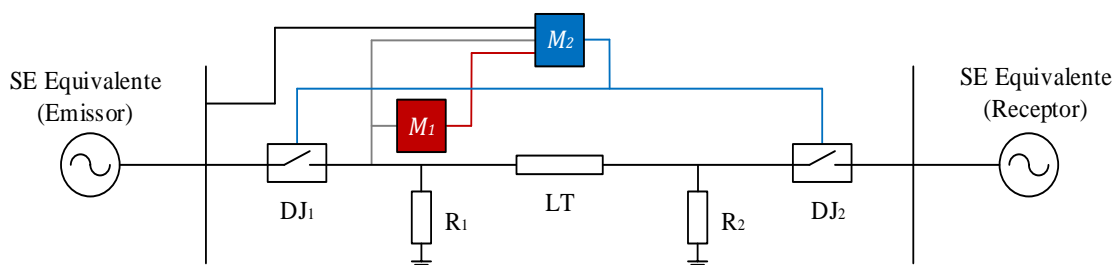 M2
SE Equivalente
(Emissor)
SE Equivalente
(Receptor)
M1
DJ1
R1
LT
R2
DJ2